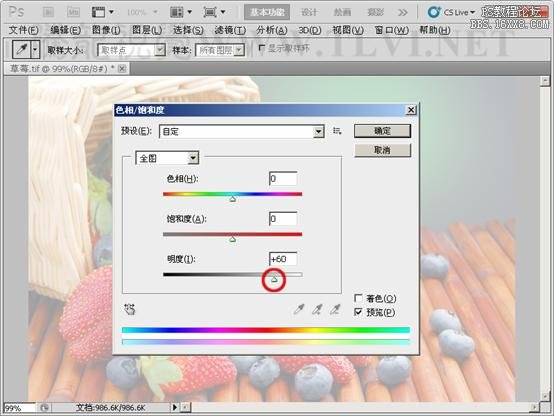 PS Br Mb 99% 基本功能 设计 绘画 摄影 >> CS Live
PS教程论坛
BBS.16XX8.COM
文件(F) 编辑(E) 图像(I) 图层(L) 选择(S) 滤镜(T) 分析(A) 3D(D) 视图(V) 窗口(W) 帮助(H)
WWW.TLVI.NET
取样大小: 取样点 样本: 所有图层 显示取样环
草莓.tif @ 99%(RGB/8#) *
色相/饱和度
预设(E): 自定 确定
取消
全图
色相(H): 0
饱和度(A): 0
明度(I): +60
着色(O)
预览(P)
99% 文档:986.6K/986.6K